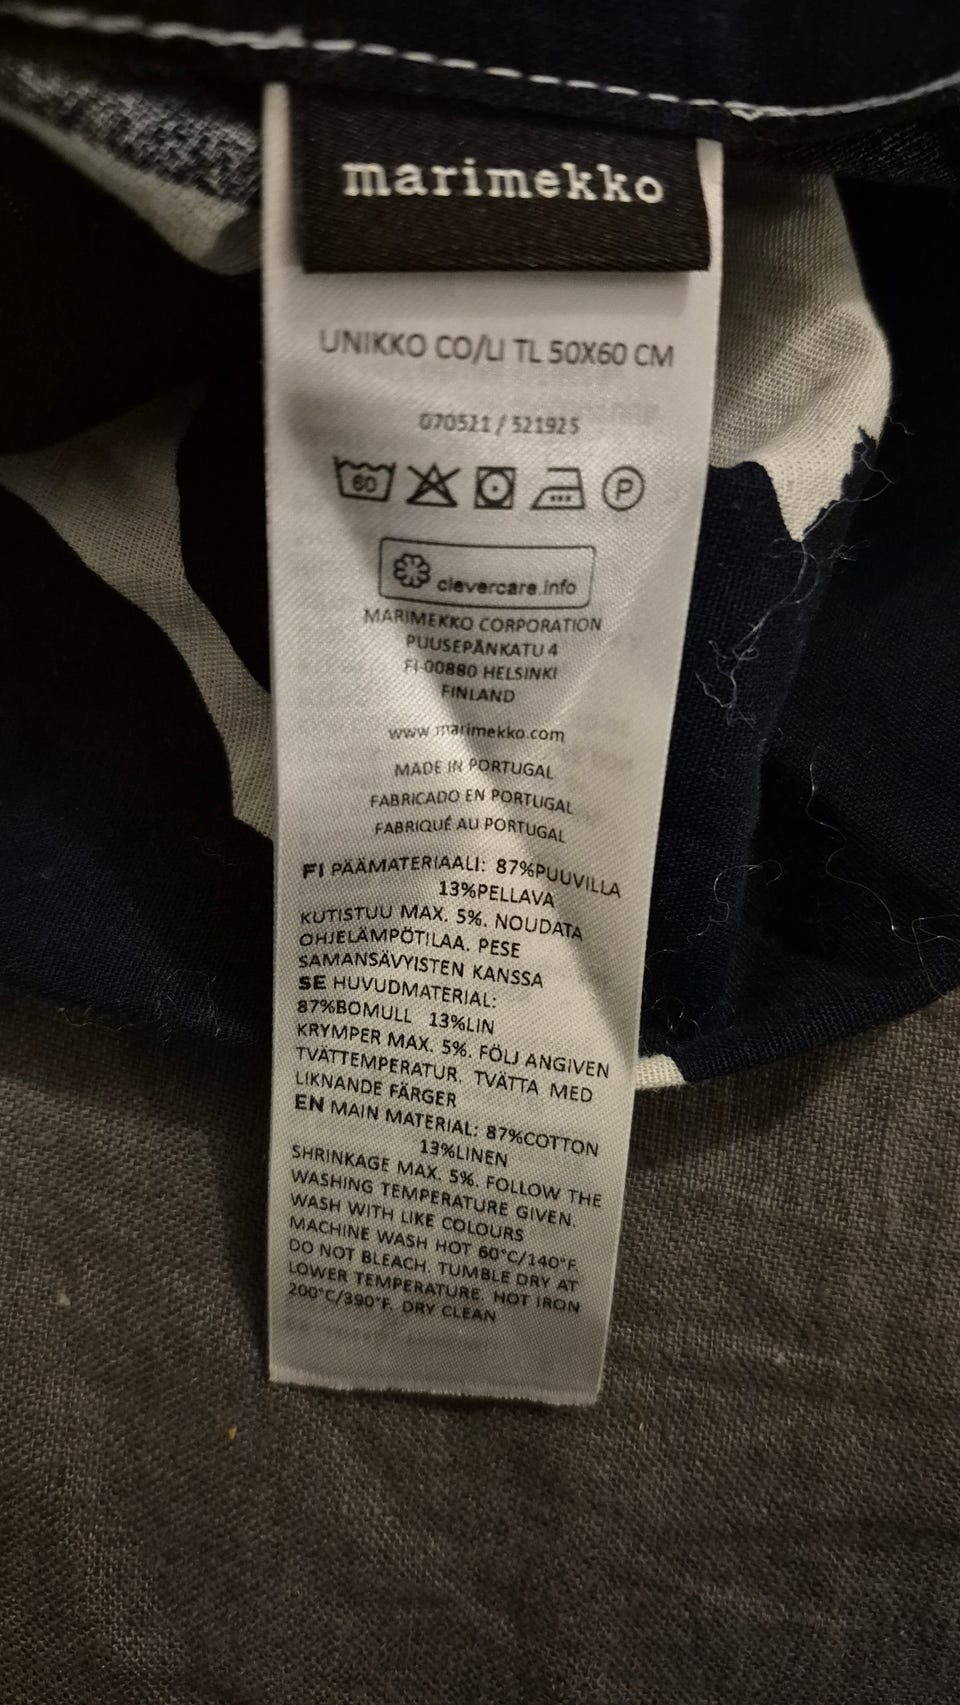 marimekko
UNIKKO CO/LI TL 50X60 CM
070521 / 521925
60
P
clevercare.info
MARIMEKKO CORPORATION
PUUSEPÄNKATU 4
FI-00880 HELSINKI
FINLAND
www.marimekko.com
MADE IN PORTUGAL
FABRICADO EN PORTUGAL
FABRIQUÉ AU PORTUGAL
FI PÄÄMATERIAALI: 87%PUUVILLA
13%PELLAVA
KUTISTUU MAX. 5%. NOUDATA
OHJELÄMPÖTILAA. PESE
SAMANSÄVYISTEN KANSSA
SE HUVUDMATERIAL:
87%BOMULL 13%LIN
KRYMPER MAX. 5%. FÖLJ ANGIVEN
TVÄTTEMPERATUR. TVÄTTA MED
LIKNANDE FÄRGER
EN MAIN MATERIAL: 87%COTTON
13%LINEN
SHRINKAGE MAX. 5%. FOLLOW THE
WASHING TEMPERATURE GIVEN.
WASH WITH LIKE COLOURS
MACHINE WASH HOT 60°C/140°F.
DO NOT BLEACH. TUMBLE DRY AT
LOWER TEMPERATURE. HOT IRON
200°C/390°F. DRY CLEAN